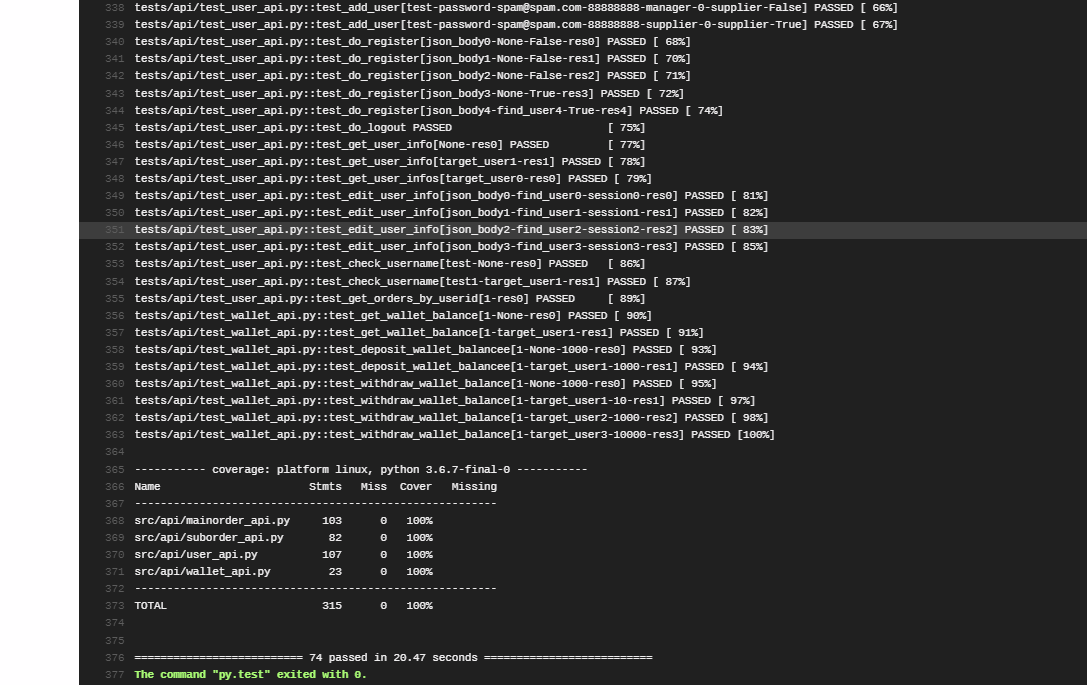 338 tests/api/test_user_api.py::test_add_user[test-password-spam@spam.com-88888888-manager-0-supplier-False] PASSED [ 66%]
339 tests/api/test_user_api.py::test_add_user[test-password-spam@spam.com-88888888-supplier-0-supplier-True] PASSED [ 67%]
340 tests/api/test_user_api.py::test_do_register[json_body0-None-False-res0] PASSED [ 68%]
341 tests/api/test_user_api.py::test_do_register[json_body1-None-False-res1] PASSED [ 70%]
342 tests/api/test_user_api.py::test_do_register[json_body2-None-False-res2] PASSED [ 71%]
343 tests/api/test_user_api.py::test_do_register[json_body3-None-True-res3] PASSED [ 72%]
344 tests/api/test_user_api.py::test_do_register[json_body4-find_user4-True-res4] PASSED [ 74%]
345 tests/api/test_user_api.py::test_do_logout PASSED                        [ 75%]
346 tests/api/test_user_api.py::test_get_user_info[None-res0] PASSED         [ 77%]
347 tests/api/test_user_api.py::test_get_user_info[target_user1-res1] PASSED [ 78%]
348 tests/api/test_user_api.py::test_get_user_infos[target_user0-res0] PASSED [ 79%]
349 tests/api/test_user_api.py::test_edit_user_info[json_body0-find_user0-session0-res0] PASSED [ 81%]
350 tests/api/test_user_api.py::test_edit_user_info[json_body1-find_user1-session1-res1] PASSED [ 82%]
351 tests/api/test_user_api.py::test_edit_user_info[json_body2-find_user2-session2-res2] PASSED [ 83%]
352 tests/api/test_user_api.py::test_edit_user_info[json_body3-find_user3-session3-res3] PASSED [ 85%]
353 tests/api/test_user_api.py::test_check_username[test-None-res0] PASSED   [ 86%]
354 tests/api/test_user_api.py::test_check_username[test1-target_user1-res1] PASSED [ 87%]
355 tests/api/test_user_api.py::test_get_orders_by_userid[1-res0] PASSED     [ 89%]
356 tests/api/test_wallet_api.py::test_get_wallet_balance[1-None-res0] PASSED [ 90%]
357 tests/api/test_wallet_api.py::test_get_wallet_balance[1-target_user1-res1] PASSED [ 91%]
358 tests/api/test_wallet_api.py::test_deposit_wallet_balancee[1-None-1000-res0] PASSED [ 93%]
359 tests/api/test_wallet_api.py::test_deposit_wallet_balancee[1-target_user1-1000-res1] PASSED [ 94%]
360 tests/api/test_wallet_api.py::test_withdraw_wallet_balance[1-None-1000-res0] PASSED [ 95%]
361 tests/api/test_wallet_api.py::test_withdraw_wallet_balance[1-target_user1-10-res1] PASSED [ 97%]
362 tests/api/test_wallet_api.py::test_withdraw_wallet_balance[1-target_user2-1000-res2] PASSED [ 98%]
363 tests/api/test_wallet_api.py::test_withdraw_wallet_balance[1-target_user3-10000-res3] PASSED [100%]
364
365 ----------- coverage: platform linux, python 3.6.7-final-0 -----------
366 Name                       Stmts   Miss  Cover   Missing
367 --------------------------------------------------------
368 src/api/mainorder_api.py     103      0   100%
369 src/api/suborder_api.py       82      0   100%
370 src/api/user_api.py          107      0   100%
371 src/api/wallet_api.py         23      0   100%
372 --------------------------------------------------------
373 TOTAL                        315      0   100%
374
375
376 ========================== 74 passed in 20.47 seconds ==========================
377 The command "py.test" exited with 0.